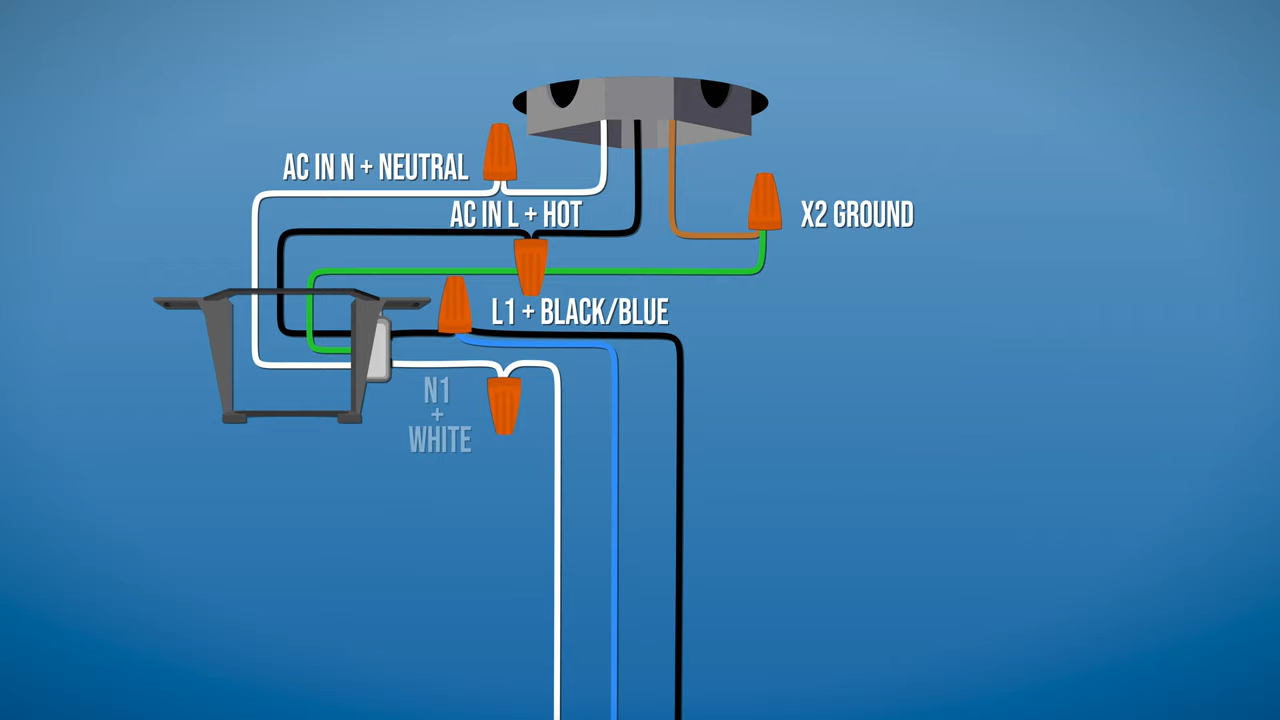 AC IN N + NEUTRAL
AC IN L + HOT
X2 GROUND
L1 + BLACK/BLUE
N1
+
WHITE